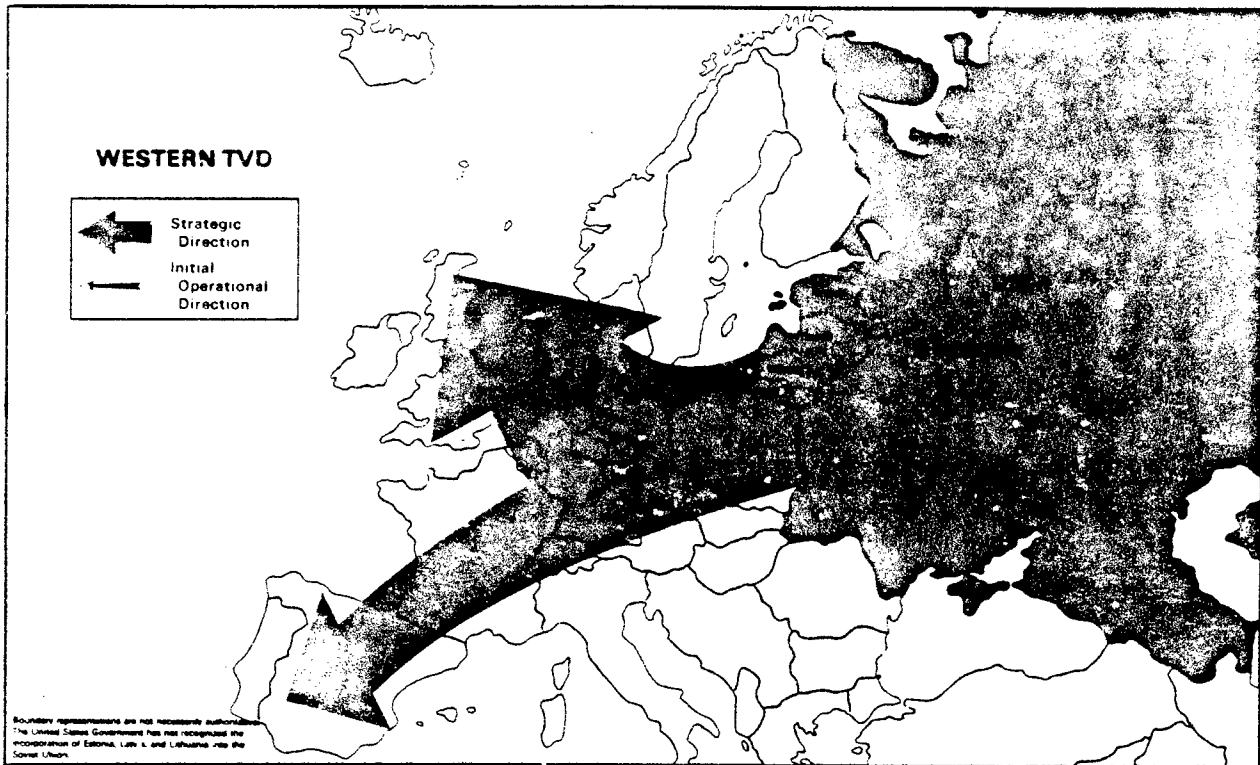 WESTERN TVD
Strategic
Direction
Initial
Operational
Direction
Boundary representations are not necessarily authoritative.
The United States Government has not recognized the
incorporation of Estonia, Latvia, and Lithuania into the
Soviet Union.